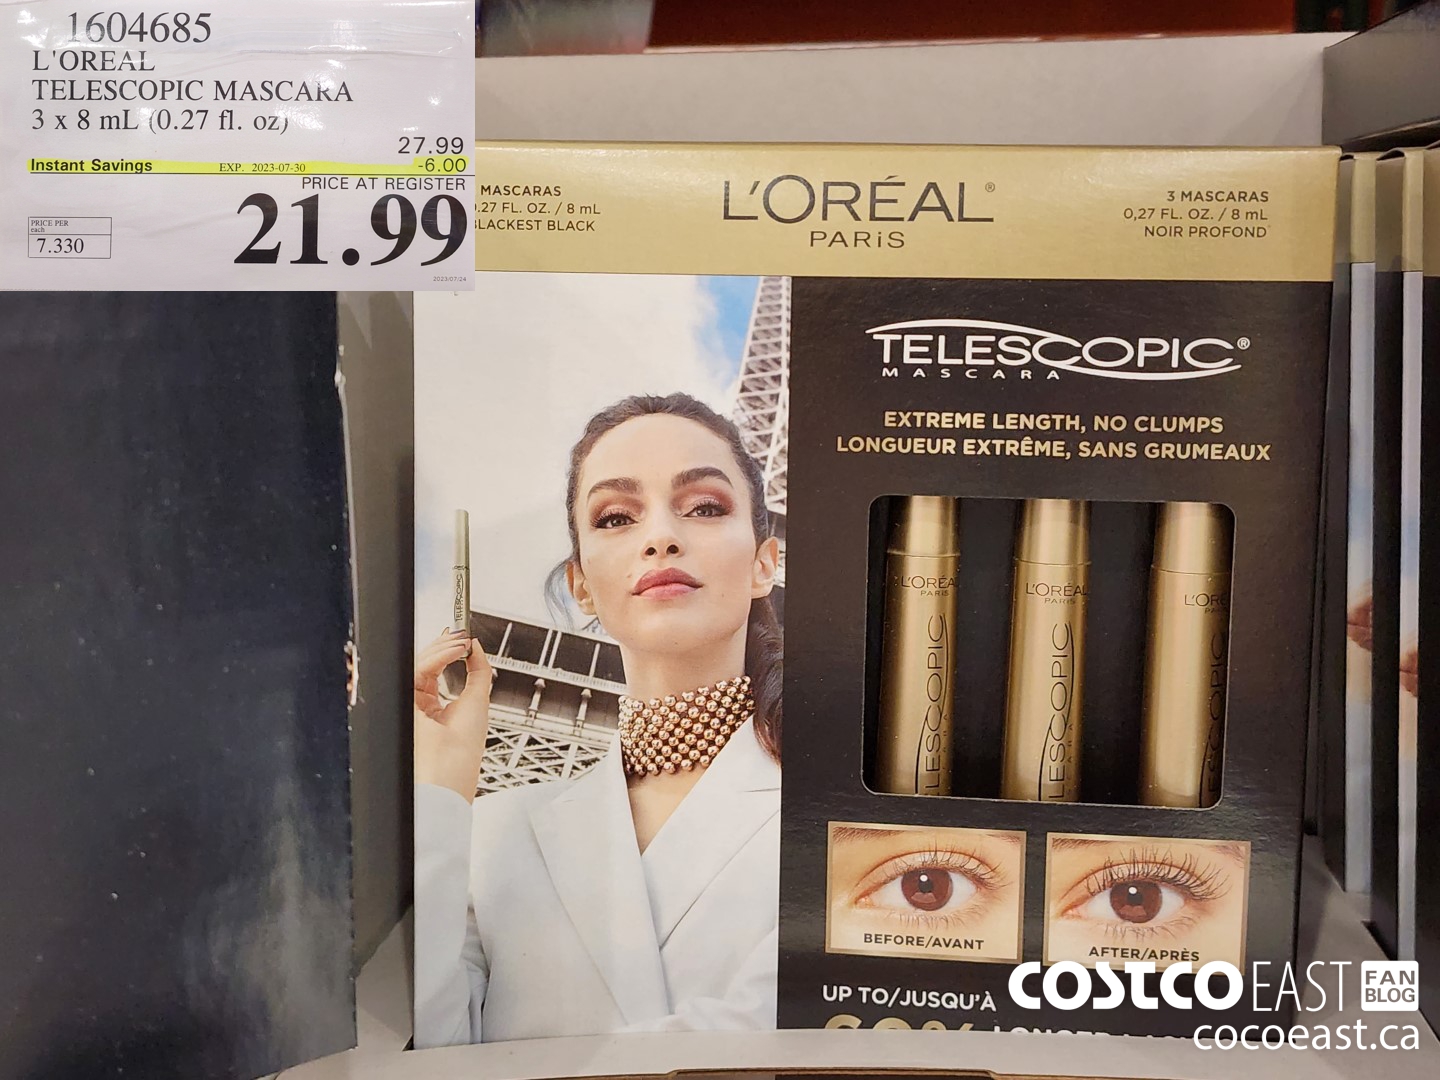 1604685
L'OREAL
TELESCOPIC MASCARA
3 x 8 mL (0.27 fl. oz)
27.99
Instant Savings EXP. 2023-07-30 -6.00
PRICE AT REGISTER
21.99
PRICE PER
each
7.330
2023/07/24
MASCARAS
.27 FL. OZ. / 8 mL
BLACKEST BLACK
L'ORÉAL®
PARiS
3 MASCARAS
0,27 FL. OZ. / 8 mL
NOIR PROFOND
TELESCOPIC®
MASCARA
EXTREME LENGTH, NO CLUMPS
LONGUEUR EXTRÊME, SANS GRUMEAUX
TELESCOPIC
L'ORÉAL
PARIS
TELESCOPIC
L'ORÉAL
PARIS
TELESCOPIC
L'OR
BEFORE/AVANT
AFTER/APRÈS
UP TO/JUSQU'À
COSTCO EAST FAN
BLOG
cocoeast.ca